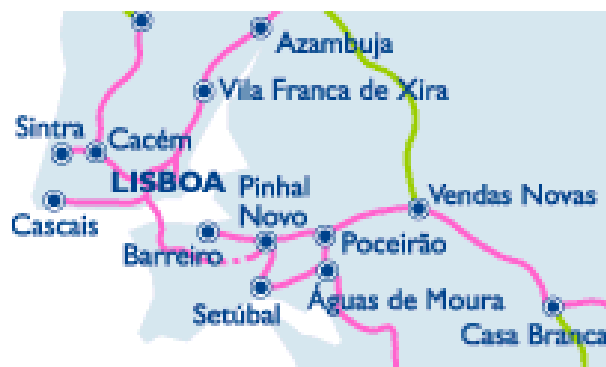 Azambuja
Vila Franca de Xira
Sintra
Cacém
LISBOA
Pinhal
Novo
Vendas Novas
Cascais
Barreiro
Poceirão
Águas de Moura
Setúbal
Casa Branca